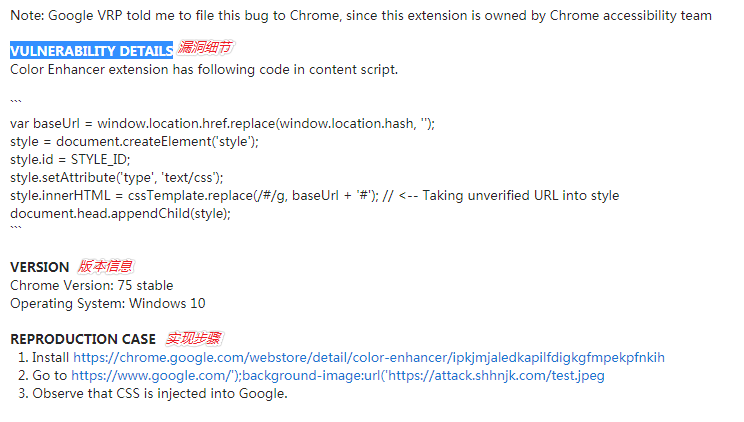 Note: Google VRP told me to file this bug to Chrome, since this extension is owned by Chrome accessibility team
VULNERABILITY DETAILS 漏洞细节
Color Enhancer extension has following code in content script.
```
var baseUrl = window.location.href.replace(window.location.hash, '');
style = document.createElement('style');
style.id = STYLE_ID;
style.setAttribute('type', 'text/css');
style.innerHTML = cssTemplate.replace(/#/g, baseUrl + '#'); // <-- Taking unverified URL into style
document.head.appendChild(style);
```
VERSION 版本信息
Chrome Version: 75 stable
Operating System: Windows 10
REPRODUCTION CASE 实现步骤
1. Install https://chrome.google.com/webstore/detail/color-enhancer/ipkjmjaledkapilfdigkgfmpekpfnkih
2. Go to https://www.google.com/');background-image:url('https://attack.shhnjk.com/test.jpeg
3. Observe that CSS is injected into Google.